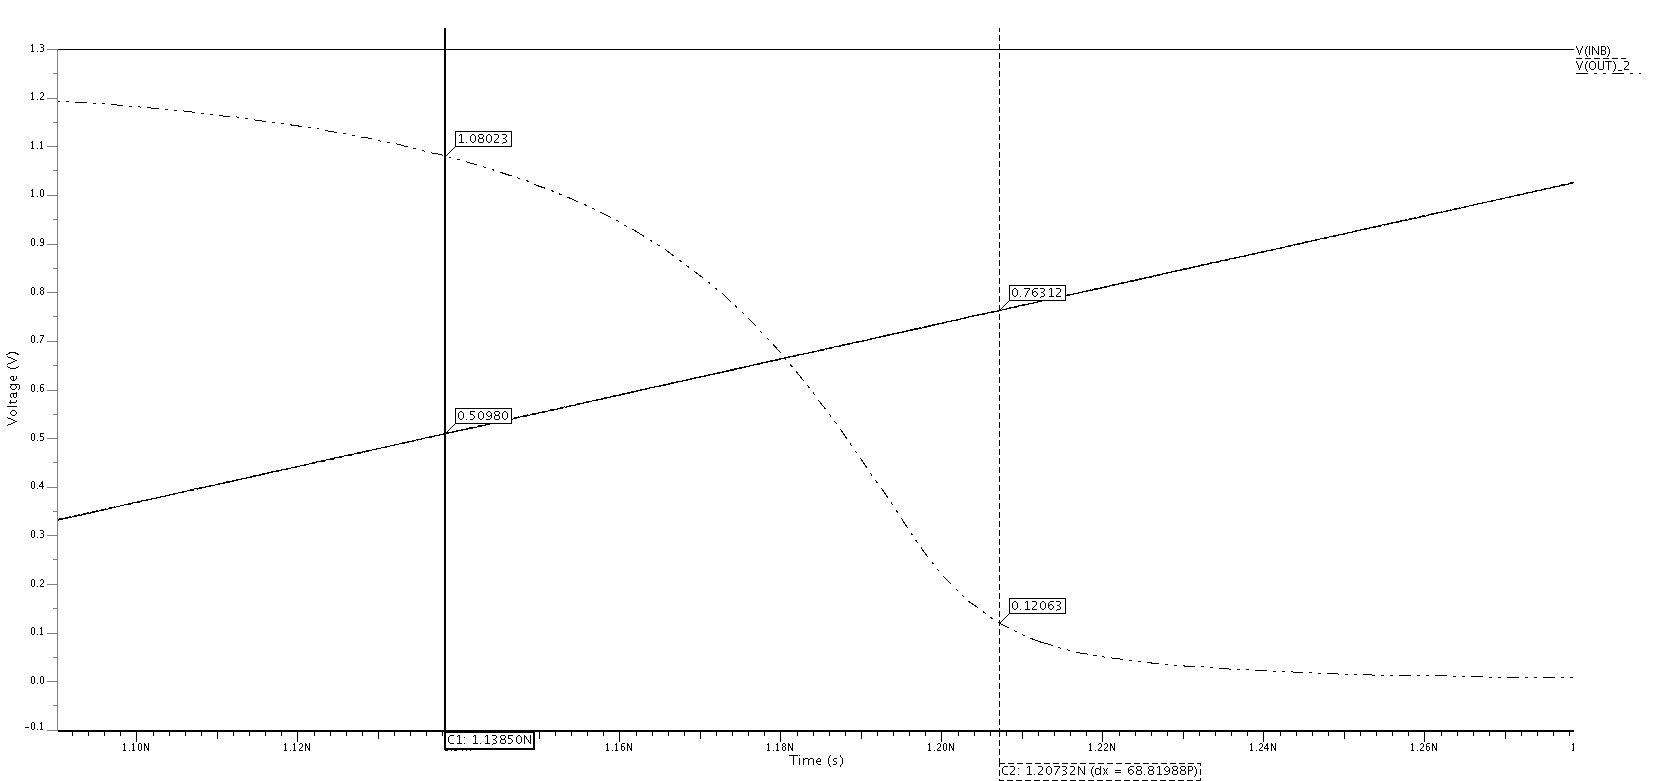 1.3
V(INB)
V(OUT)_2
1.2
1.1
1.08023
1.0
0.9
0.8
0.76312
0.7
0.6
0.5
0.50980
0.4
0.3
0.2
0.12063
0.1
0.0
-0.1
Voltage (V)
1.10N
1.12N
C1: 1.13850N
1.16N
1.18N
1.20N
1.22N
1.24N
1.26N
1
Time (s)
C2: 1.20732N (dx = 68.81988P)